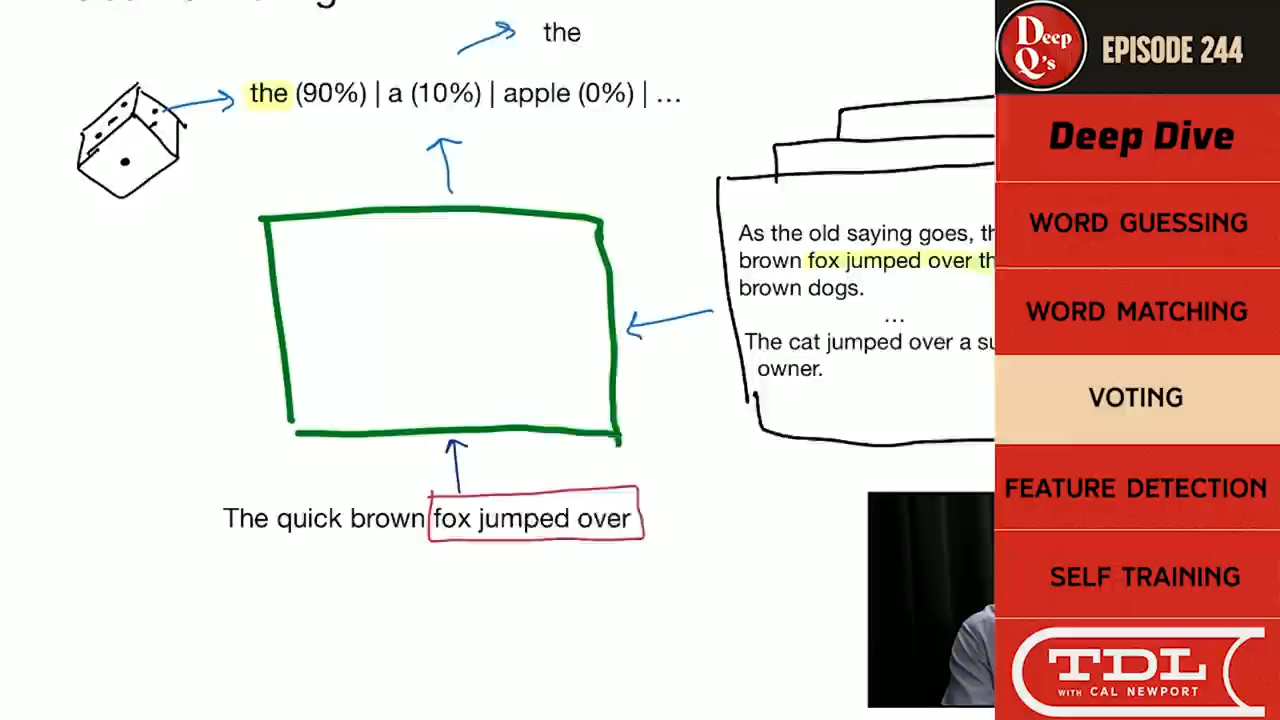 the
the (90%) | a (10%) | apple (0%) | ...
As the old saying goes, th
brown fox jumped over th
brown dogs.
...
The cat jumped over a su
owner.
The quick brown fox jumped over
Deep Q's
EPISODE 244
Deep Dive
WORD GUESSING
WORD MATCHING
VOTING
FEATURE DETECTION
SELF TRAINING
TDL
WITH CAL NEWPORT